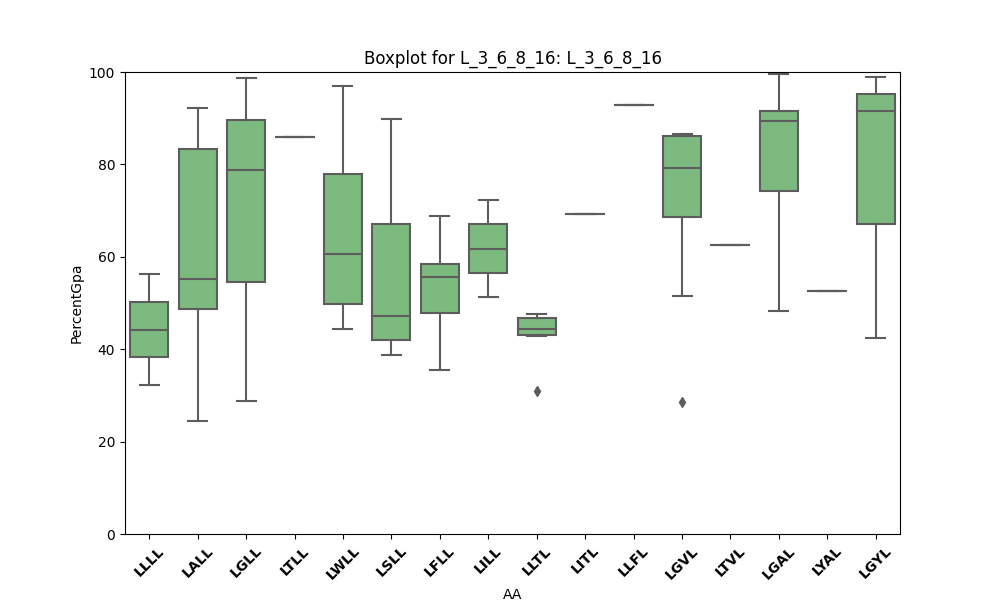 Boxplot for L_3_6_8_16: L_3_6_8_16
PercentGpa
100
80
60
40
20
0
LLLL LALL LGLL LTLL LWLL LSLL LFLL LILL LLTL LITL LLFL LGVL LTVL LGAL LYAL LGYL
AA